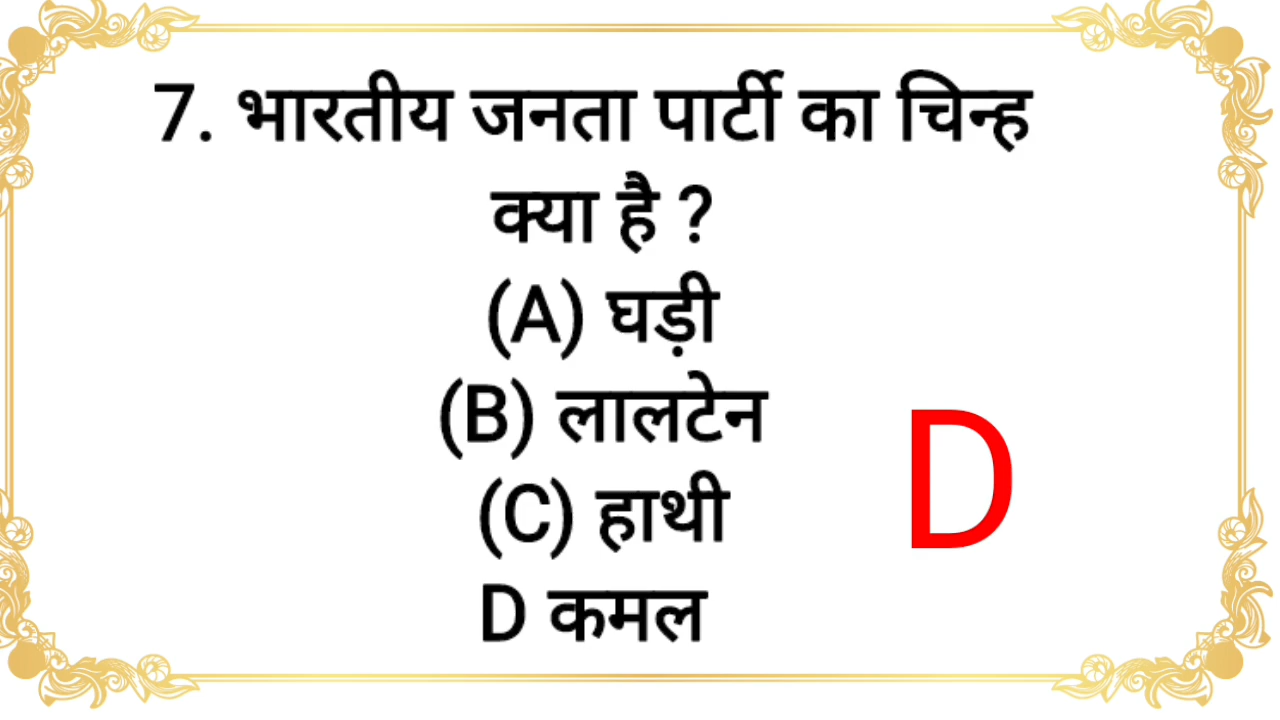 7. भारतीय जनता पार्टी का चिन्ह
क्या है ?
(A) घड़ी
(B) लालटेन
(C) हाथी
D कमल
D